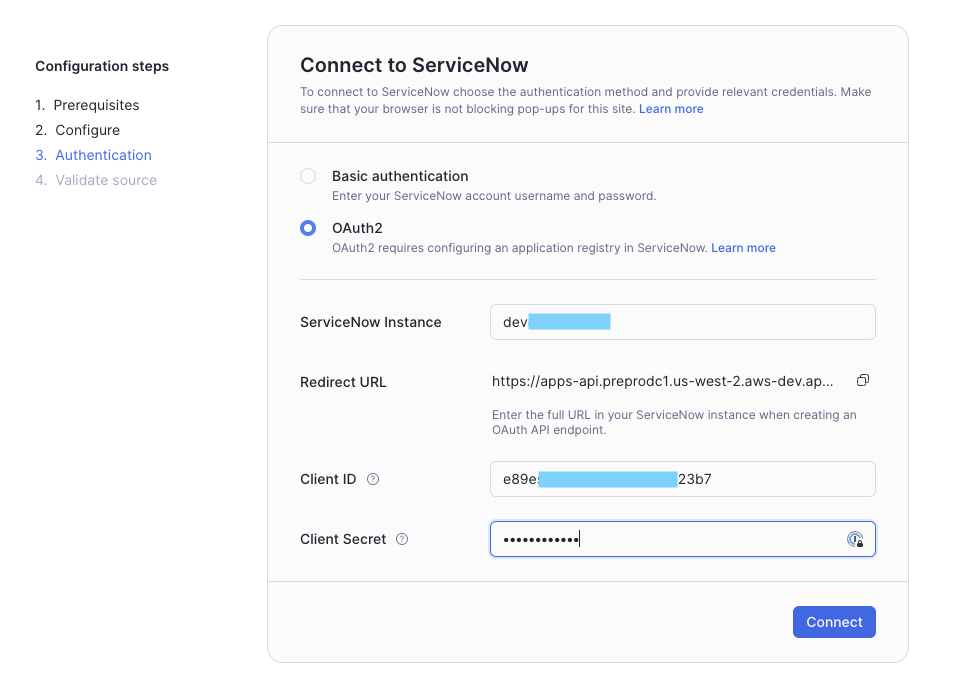 Configuration steps
1. Prerequisites
2. Configure
3. Authentication
4. Validate source
Connect to ServiceNow
To connect to ServiceNow choose the authentication method and provide relevant credentials. Make
sure that your browser is not blocking pop-ups for this site. Learn more
Basic authentication
Enter your ServiceNow account username and password.
OAuth2
OAuth2 requires configuring an application registry in ServiceNow. Learn more
ServiceNow Instance
dev
Redirect URL
https://apps-api.preprodc1.us-west-2.aws-dev.ap...
Enter the full URL in your ServiceNow instance when creating an
OAuth API endpoint.
Client ID
e89e 23b7
Client Secret
••••••••••••
Connect